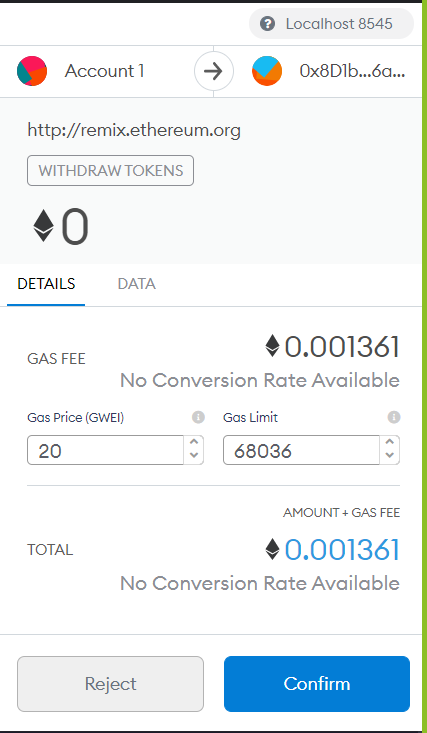 Localhost 8545
Account 1
0x8D1b...6a...
http://remix.ethereum.org
WITHDRAW TOKENS
0
DETAILS DATA
GAS FEE
0.001361
No Conversion Rate Available
Gas Price (GWEI) Gas Limit
20 68036
AMOUNT + GAS FEE
TOTAL
0.001361
No Conversion Rate Available
Reject Confirm